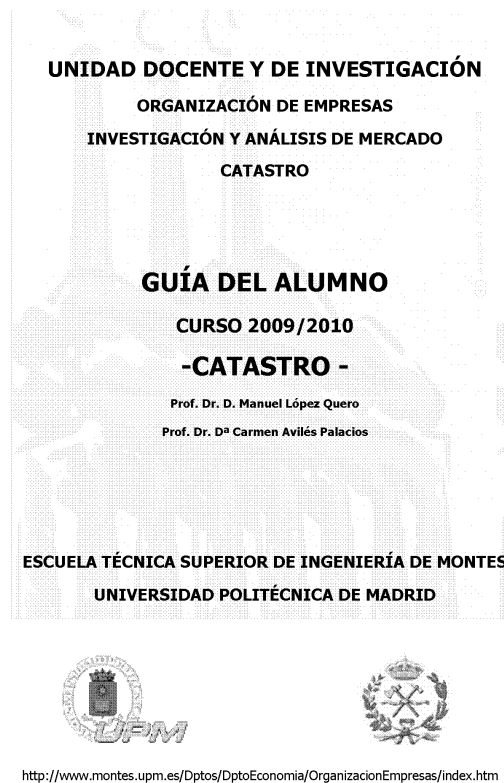 UNIDAD DOCENTE Y DE INVESTIGACIÓN
ORGANIZACIÓN DE EMPRESAS
INVESTIGACIÓN Y ANÁLISIS DE MERCADO
CATASTRO
GUÍA DEL ALUMNO
CURSO 2009/2010
-CATASTRO -
Prof. Dr. D. Manuel López Quero
Prof. Dr. Dª Carmen Avilés Palacios
ESCUELA TÉCNICA SUPERIOR DE INGENIERÍA DE MONTES
UNIVERSIDAD POLITÉCNICA DE MADRID
UPM
http://www.montes.upm.es/Dptos/DptoEconomia/OrganizacionEmpresas/index.htm